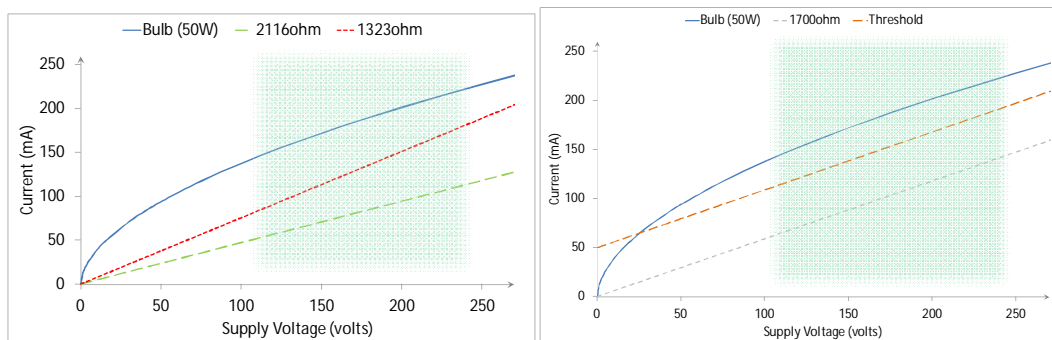 Bulb (50W) 2116ohm 1323ohm
250
200
150
100
50
0
Current (mA)
0 50 100 150 200 250
Supply Voltage (volts)
Bulb (50W) 1700ohm Threshold
250
200
150
100
50
0
Current (mA)
0 50 100 150 200 250
Supply Voltage (volts)